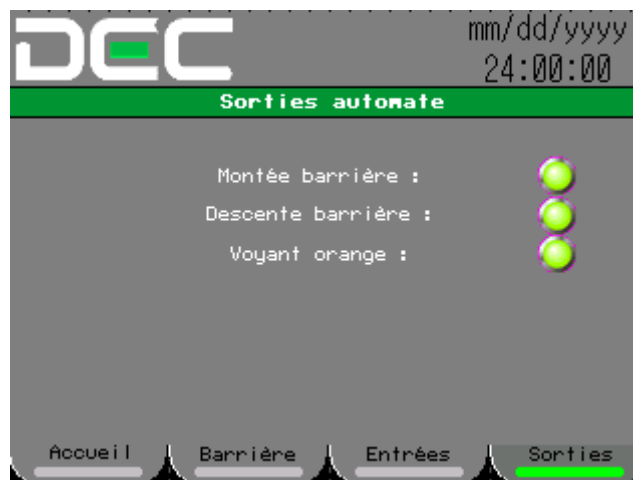 DEC
mm/dd/yyyy
24:00:00
Sorties automate
Montée barrière :
Descente barrière :
Voyant orange :
Accueil
Barrière
Entrées
Sorties